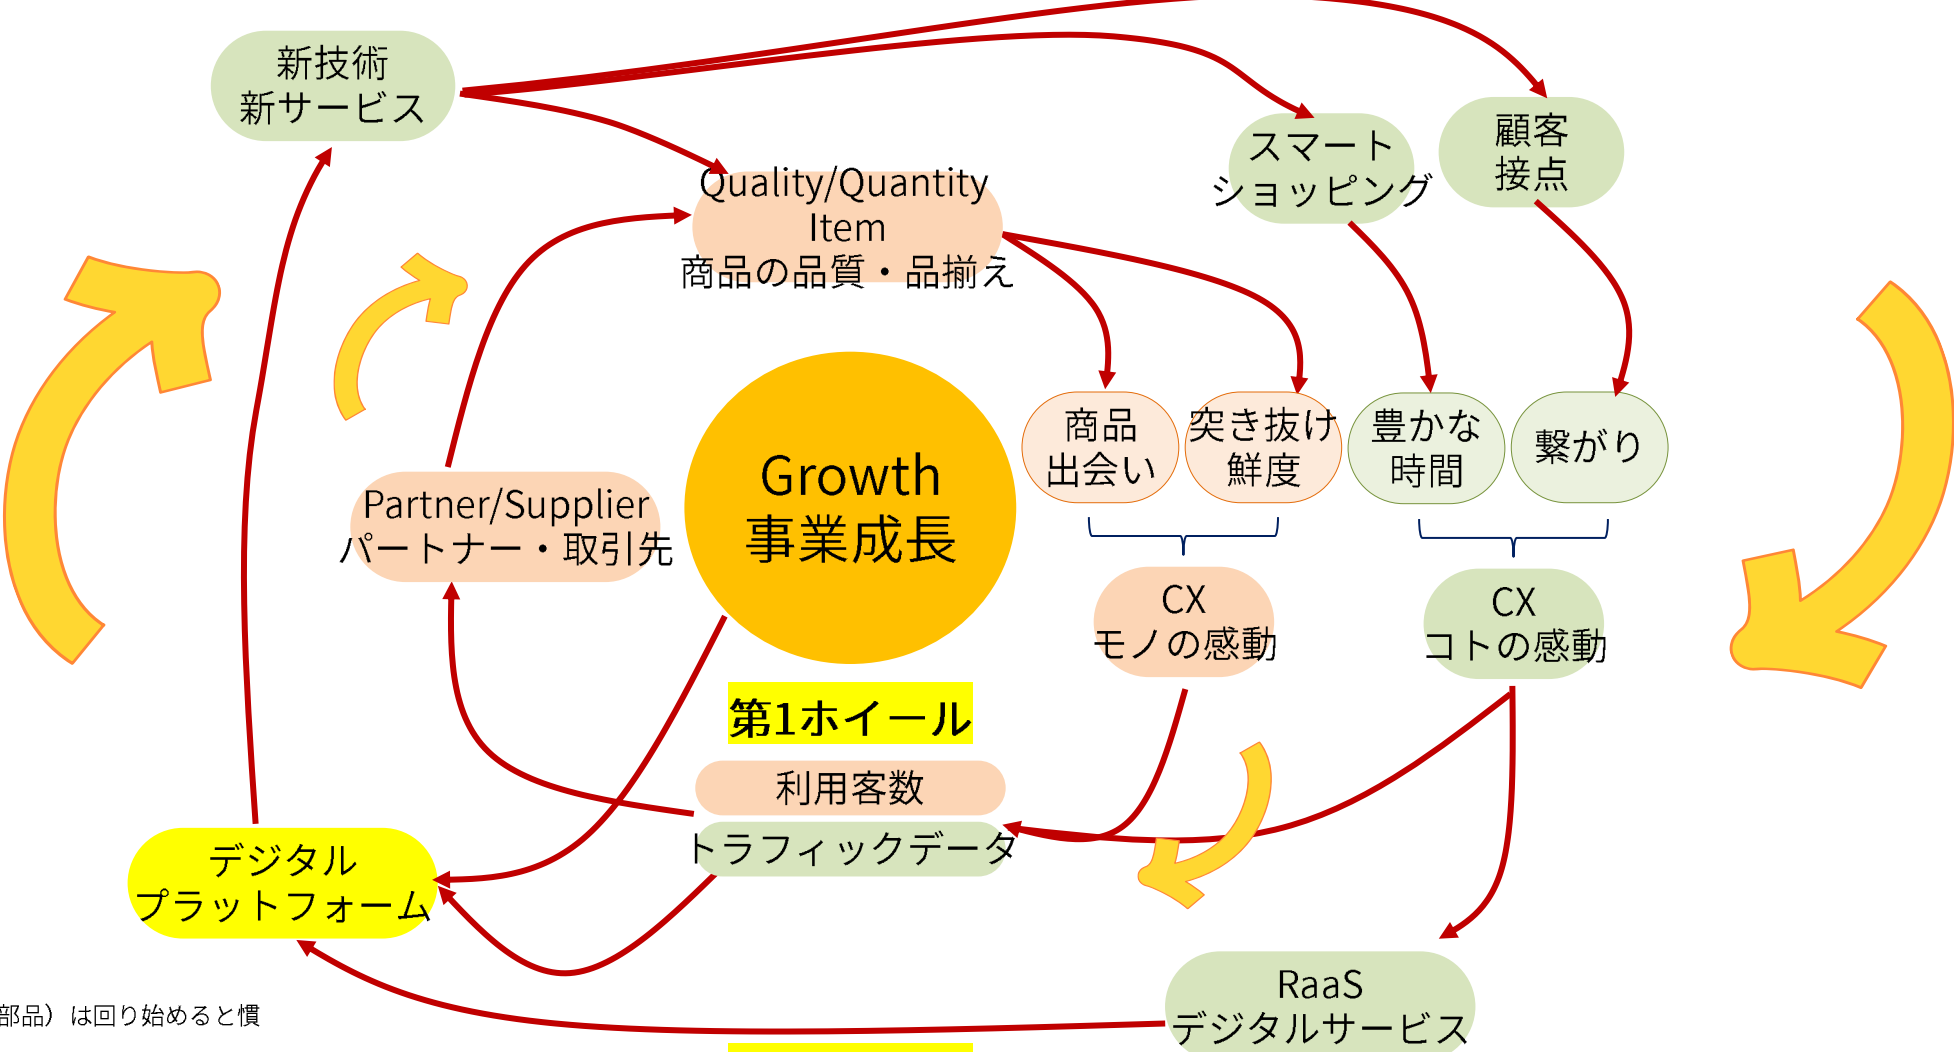 新技術
新サービス
Quality/Quantity
Item
商品の品質・品揃え
スマート
ショッピング
顧客
接点
商品
出会い
突き抜け
鮮度
豊かな
時間
繋がり
Growth
事業成長
Partner/Supplier
パートナー・取引先
CX
モノの感動
CX
コトの感動
第1ホイール
利用客数
トラフィックデータ
デジタル
プラットフォーム
RaaS
デジタルサービス
部品）は回り始めると慣